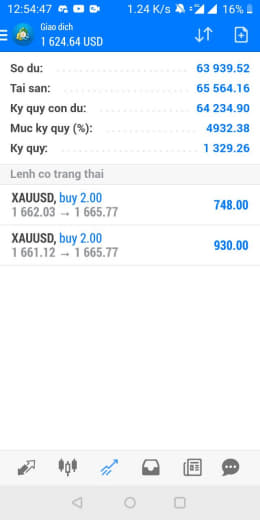 12:54:47
1.24 K/s
16%
Giao dich
1 624.64 USD
So du: 63 939.52
Tai san: 65 564.16
Ky quy con du: 64 234.90
Muc ky quy (%): 4932.38
Ky quy: 1 329.26
Lenh co trang thai
XAUUSD, buy 2.00
1 662.03 → 1 665.77
748.00
XAUUSD, buy 2.00
1 661.12 → 1 665.77
930.00